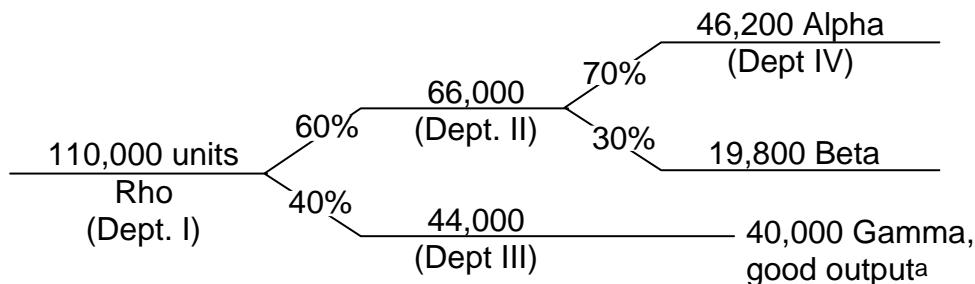 46,200 Alpha
(Dept IV)
70%
66,000
(Dept. II)
60%
30%
110,000 units
19,800 Beta
Rho
(Dept. I)
40%
44,000
(Dept III)
40,000 Gamma,
good outputa